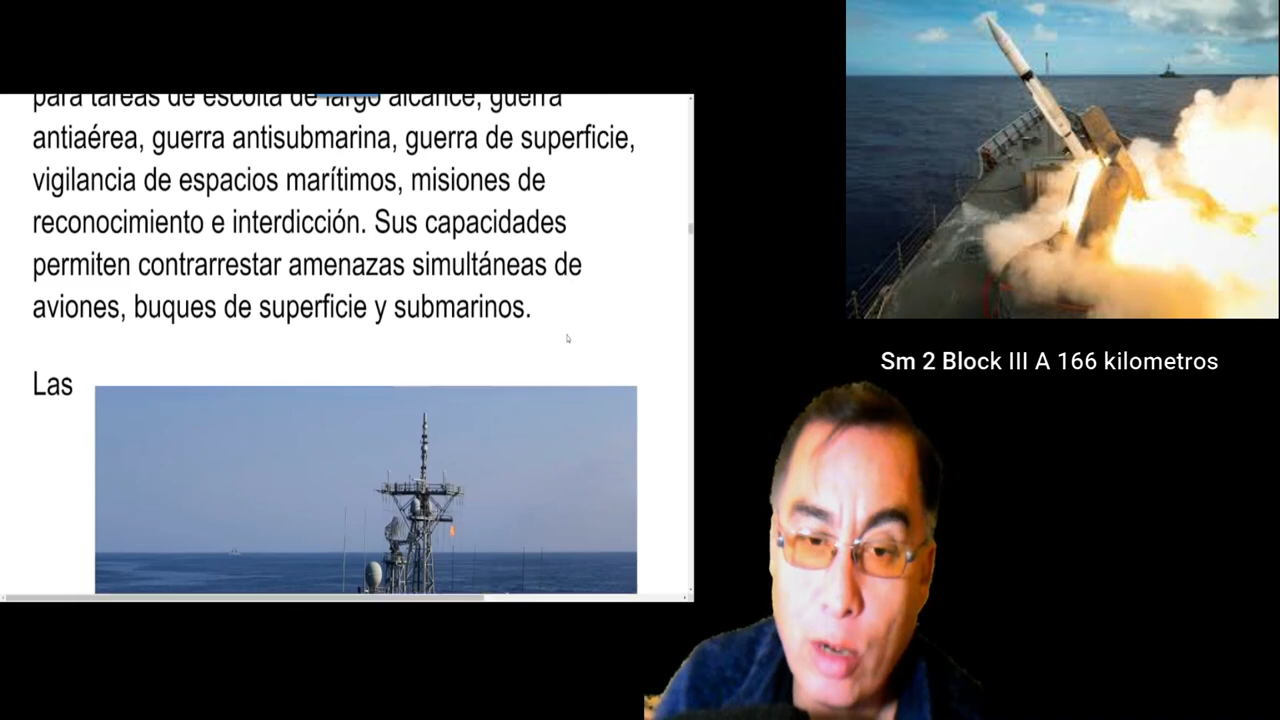 para tareas de escolta de largo alcance, guerra
antiaérea, guerra antisubmarina, guerra de superficie,
vigilancia de espacios marítimos, misiones de
reconocimiento e interdicción. Sus capacidades
permiten contrarrestar amenazas simultáneas de
aviones, buques de superficie y submarinos.
Las
Sm 2 Block III A 166 kilometros